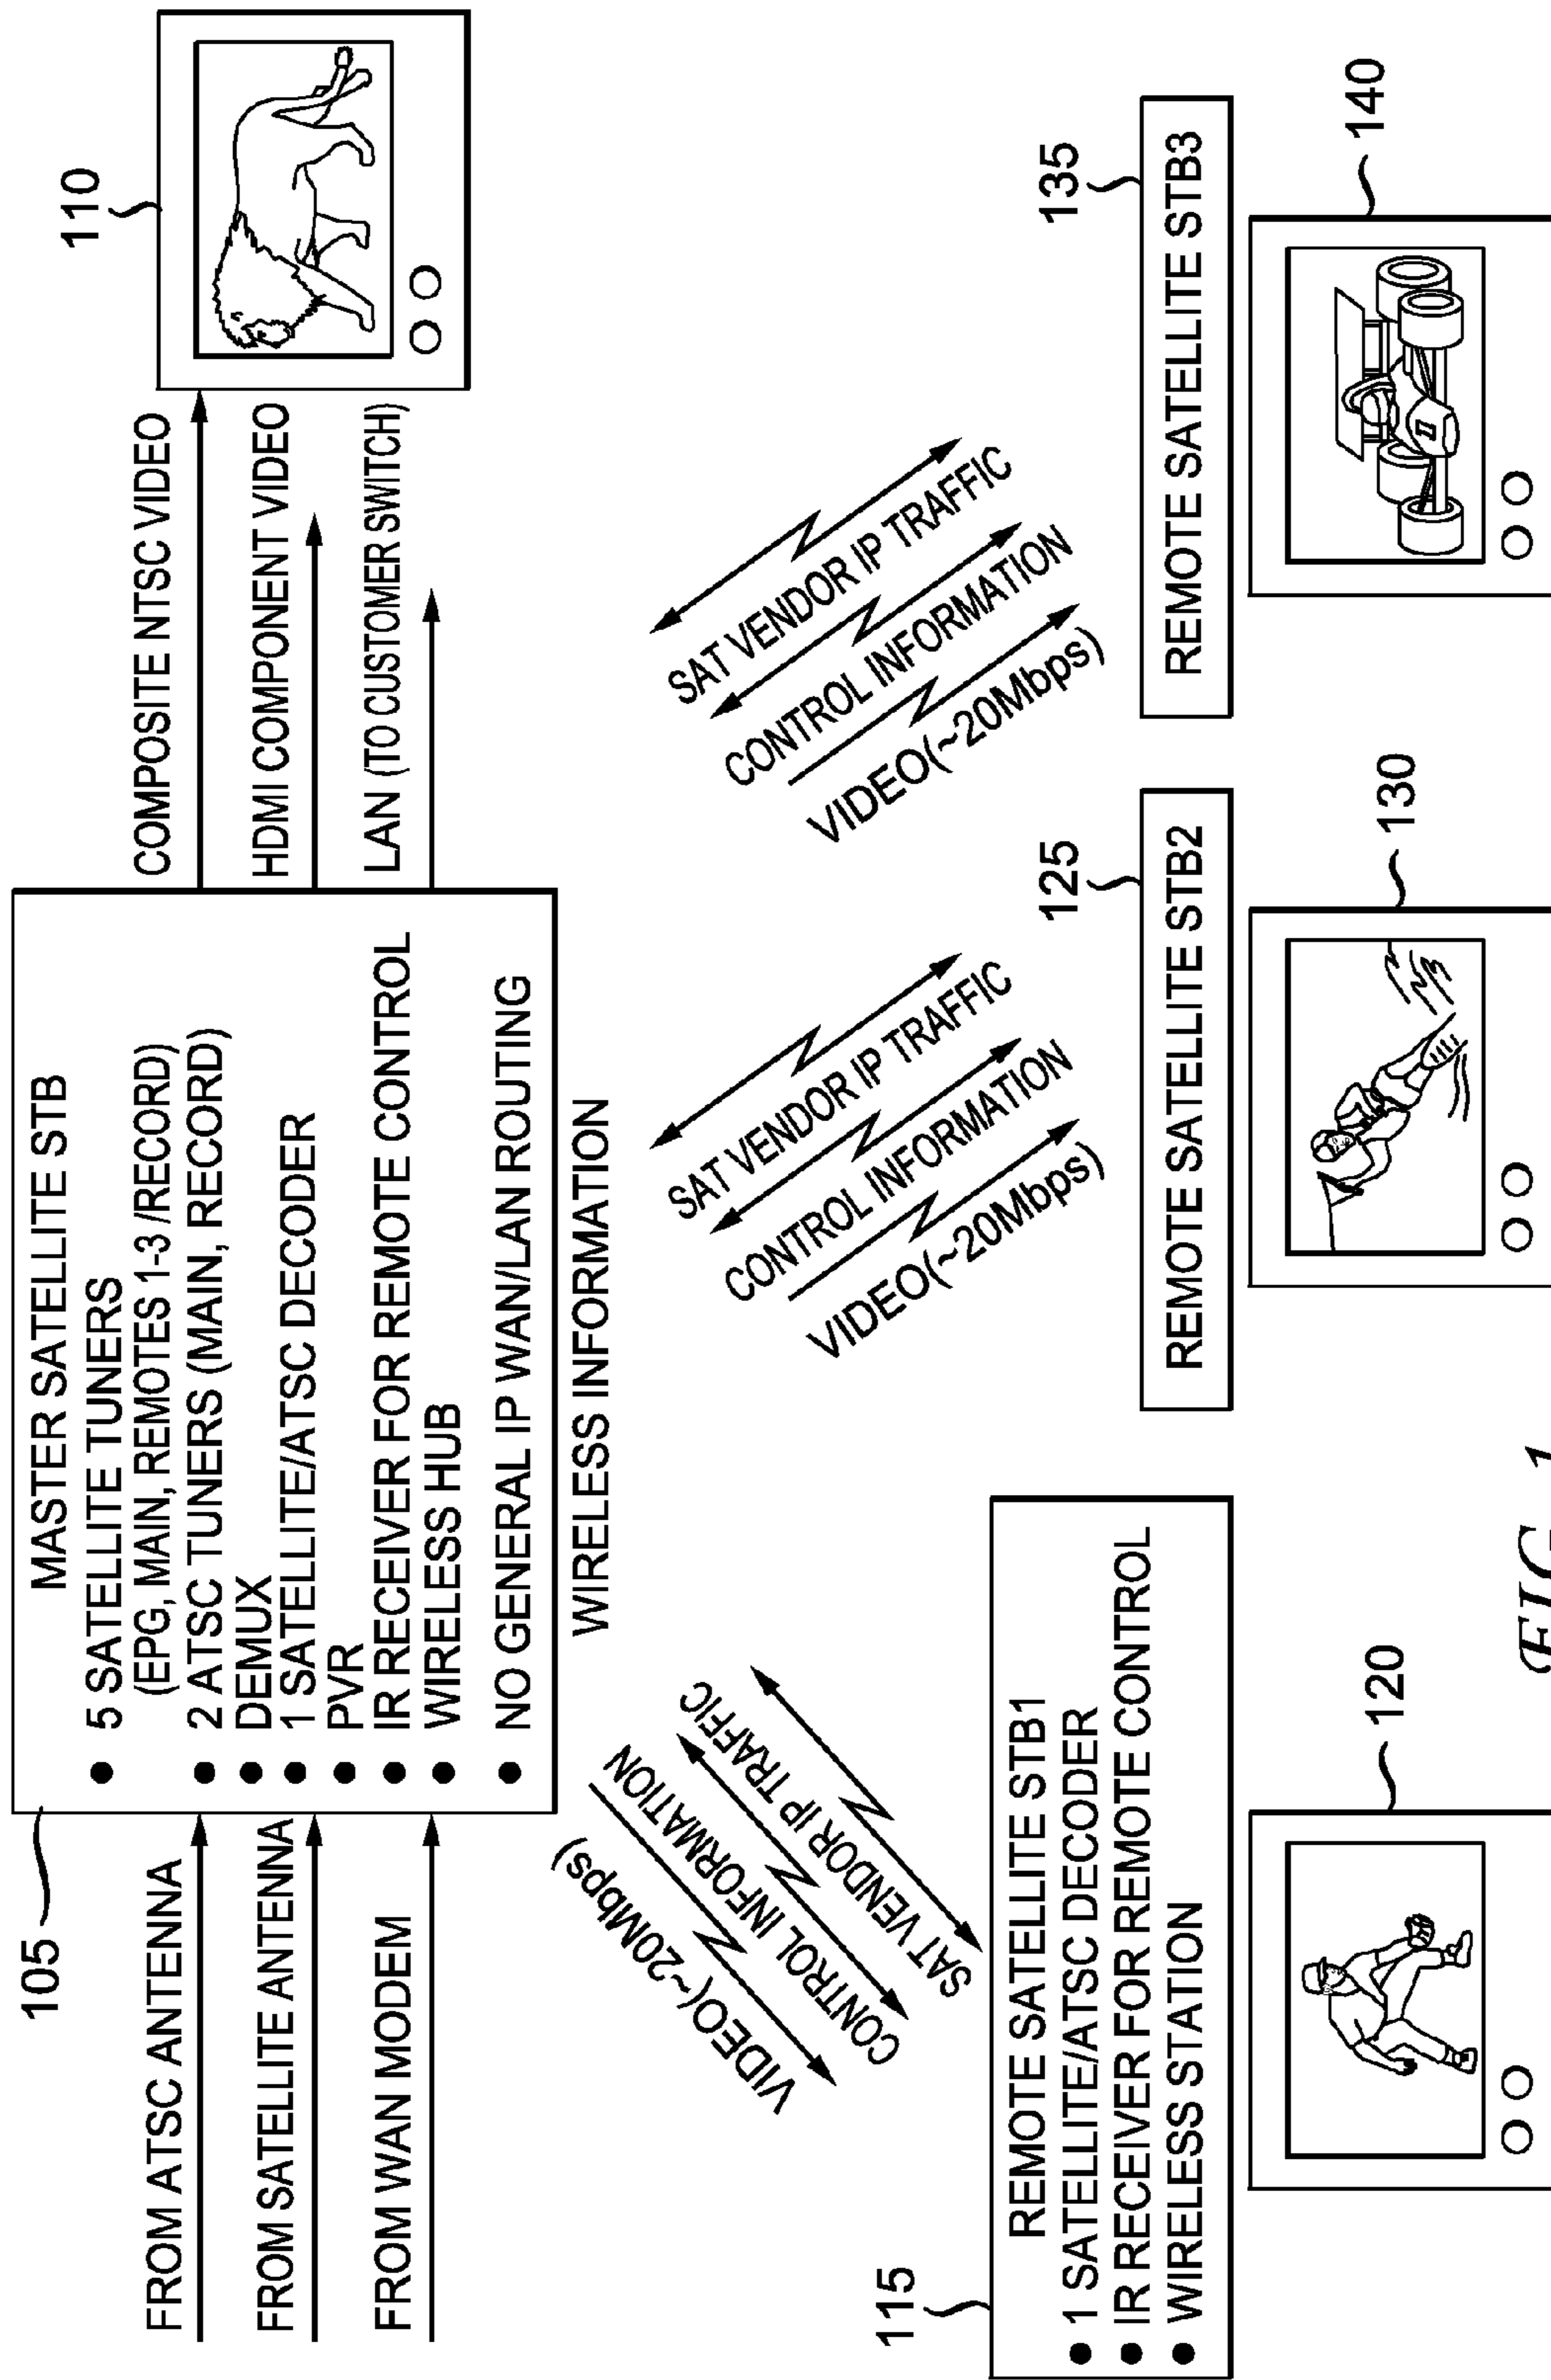 105
MASTER SATELLITE STB
● 5 SATELLITE TUNERS
(EPG, MAIN, REMOTES 1-3 /RECORD)
● 2 ATSC TUNERS (MAIN, RECORD)
● DEMUX
● 1 SATELLITE/ATSC DECODER
● PVR
● IR RECEIVER FOR REMOTE CONTROL
● WIRELESS HUB
● NO GENERAL IP WAN/LAN ROUTING
FROM ATSC ANTENNA
FROM SATELLITE ANTENNA
FROM WAN MODEM
COMPOSITE NTSC VIDEO
HDMI COMPONENT VIDEO
LAN (TO CUSTOMER SWITCH)
110
WIRELESS INFORMATION
VIDEO(~20Mbps)
CONTROL INFORMATION
SAT VENDOR IP TRAFFIC
SAT VENDOR IP TRAFFIC
CONTROL INFORMATION
VIDEO(~20Mbps)
SAT VENDOR IP TRAFFIC
CONTROL INFORMATION
VIDEO(~20Mbps)
115
REMOTE SATELLITE STB1
● 1 SATELLITE/ATSC DECODER
● IR RECEIVER FOR REMOTE CONTROL
● WIRELESS STATION
125
REMOTE SATELLITE STB2
135
REMOTE SATELLITE STB3
120
130
140
FIG. 1